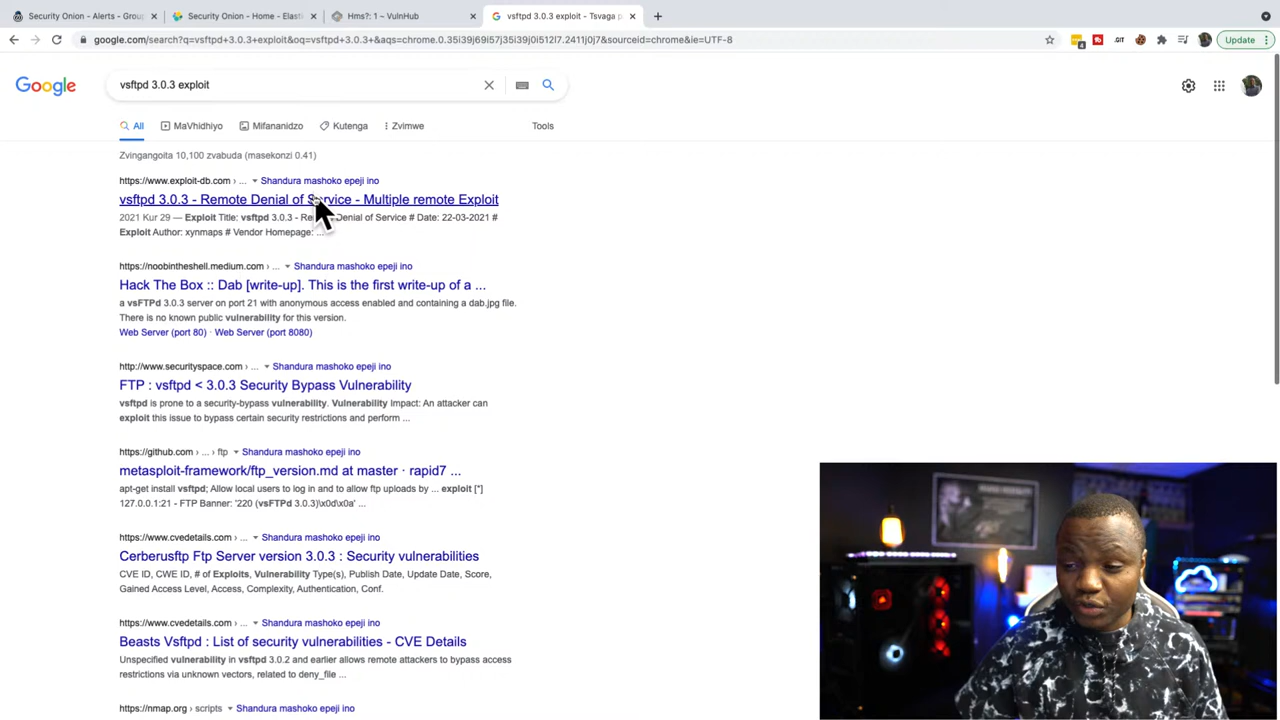 Security Onion - Alerts - Group
Security Onion - Home - Elastic
Hms?: 1 ~ VulnHub
vsftpd 3.0.3 exploit - Tsvaga p
google.com/search?q=vsftpd+3.0.3+exploit&oq=vsftpd+3.0.3+&aqs=chrome.0.35i39j69i57j35i39j0i512l7.2411j0j7&sourceid=chrome&ie=UTF-8
.GIT
Update
Google
vsftpd 3.0.3 exploit
All
MaVhidhiyo
Mifananidzo
Kutenga
Zvimwe
Tools
Zvingangoita 10,100 zvabuda (masekonzi 0.41)
https://www.exploit-db.com › ... Shandura mashoko epeji ino
vsftpd 3.0.3 - Remote Denial of Service - Multiple remote Exploit
2021 Kur 29 — Exploit Title: vsftpd 3.0.3 - Denial of Service # Date: 22-03-2021 #
Exploit Author: xynmaps # Vendor Homepage: ...
https://noobintheshell.medium.com › ... Shandura mashoko epeji ino
Hack The Box :: Dab [write-up]. This is the first write-up of a ...
a vsFTPd 3.0.3 server on port 21 with anonymous access enabled and containing a dab.jpg file.
There is no known public vulnerability for this version.
Web Server (port 80) · Web Server (port 8080)
http://www.securityspace.com › ... Shandura mashoko epeji ino
FTP : vsftpd < 3.0.3 Security Bypass Vulnerability
vsftpd is prone to a security-bypass vulnerability. Vulnerability Impact: An attacker can
exploit this issue to bypass certain security restrictions and perform ...
https://github.com › ... › ftp Shandura mashoko epeji ino
metasploit-framework/ftp_version.md at master · rapid7 ...
apt-get install vsftpd; Allow local users to log in and to allow ftp uploads by ... exploit [*]
127.0.0.1:21 - FTP Banner: '220 (vsFTPd 3.0.3)\x0d\x0a' ...
https://www.cvedetails.com › ... Shandura mashoko epeji ino
Cerberusftp Ftp Server version 3.0.3 : Security vulnerabilities
CVE ID, CWE ID, # of Exploits, Vulnerability Type(s), Publish Date, Update Date, Score,
Gained Access Level, Access, Complexity, Authentication, Conf.
https://www.cvedetails.com › ... Shandura mashoko epeji ino
Beasts Vsftpd : List of security vulnerabilities - CVE Details
Unspecified vulnerability in vsftpd 3.0.2 and earlier allows remote attackers to bypass access
restrictions via unknown vectors, related to deny_file ...
https://nmap.org › scripts Shandura mashoko epeji ino